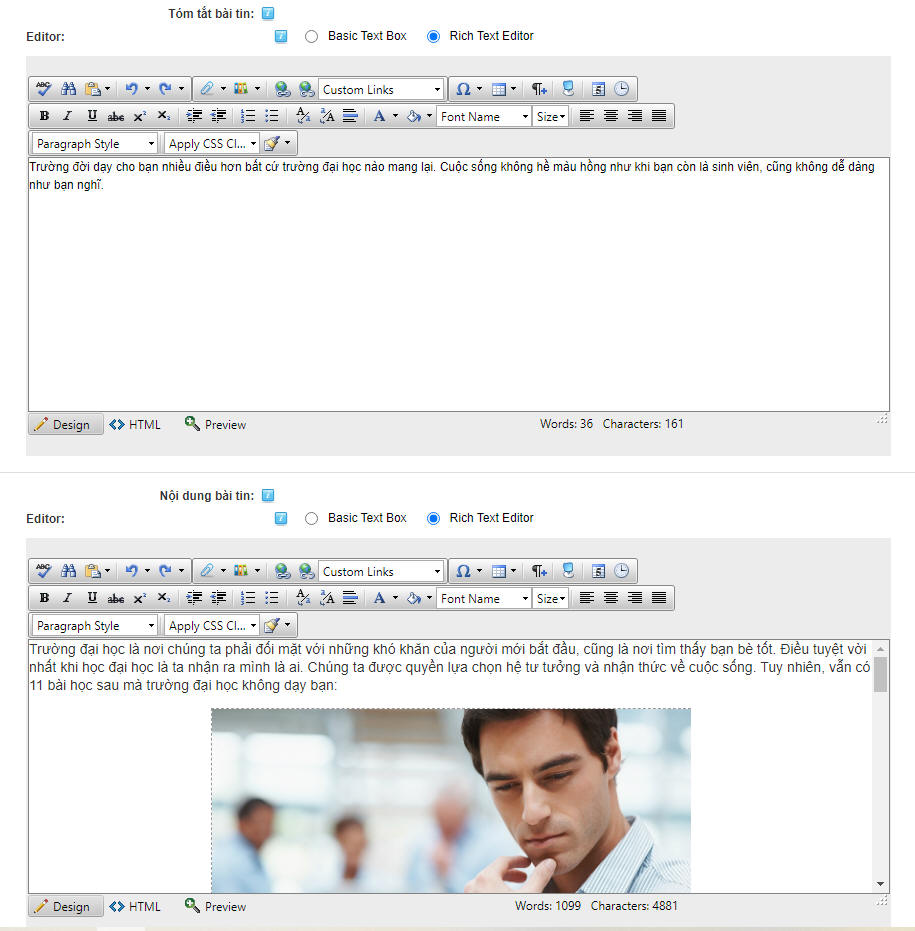 Tóm tắt bài tin:
Editor: Basic Text Box Rich Text Editor
Custom Links
B I U abc x² x₂ A Font Name Size
Paragraph Style Apply CSS Cl...
Trường đời dạy cho bạn nhiều điều hơn bất cứ trường đại học nào mang lại. Cuộc sống không hề màu hồng như khi bạn còn là sinh viên, cũng không dễ dàng
như bạn nghĩ.
Design HTML Preview Words: 36 Characters: 161
Nội dung bài tin:
Editor: Basic Text Box Rich Text Editor
Custom Links
B I U abc x² x₂ A Font Name Size
Paragraph Style Apply CSS Cl...
Trường đại học là nơi chúng ta phải đối mặt với những khó khăn của người mới bắt đầu, cũng là nơi tìm thấy bạn bè tốt. Điều tuyệt vời
nhất khi học đại học là ta nhận ra mình là ai. Chúng ta được quyền lựa chọn hệ tư tưởng và nhận thức về cuộc sống. Tuy nhiên, vẫn có
11 bài học sau mà trường đại học không dạy bạn:
Design HTML Preview Words: 1099 Characters: 4881